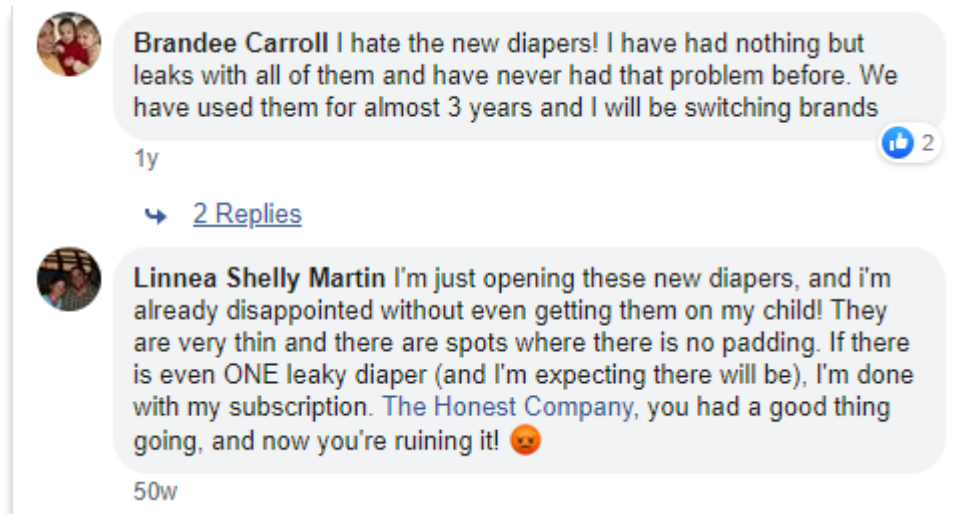 Brandee Carroll I hate the new diapers! I have had nothing but
leaks with all of them and have never had that problem before. We
have used them for almost 3 years and I will be switching brands
2
1y
2 Replies
Linnea Shelly Martin I'm just opening these new diapers, and i'm
already disappointed without even getting them on my child! They
are very thin and there are spots where there is no padding. If there
is even ONE leaky diaper (and I'm expecting there will be), I'm done
with my subscription. The Honest Company, you had a good thing
going, and now you're ruining it! 😡
50w